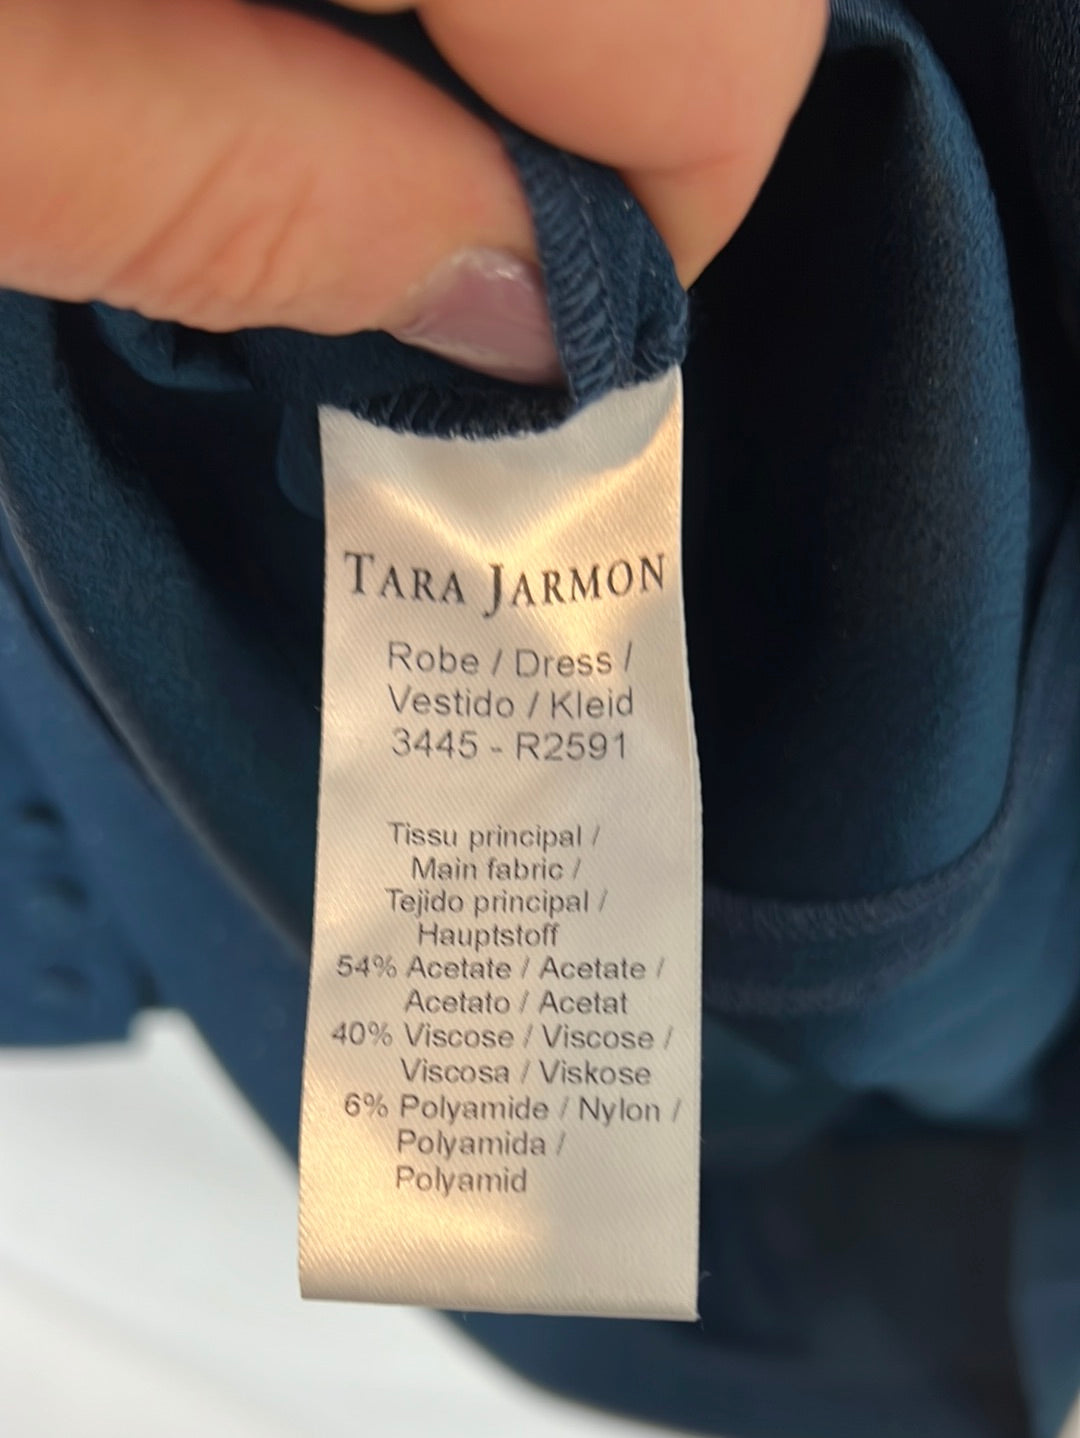 TARA JARMON
Robe / Dress /
Vestido / Kleid
3445 - R2591
Tissu principal /
Main fabric /
Tejido principal /
Hauptstoff
54% Acetate / Acetate /
Acetato / Acetat
40% Viscose / Viscose /
Viscosa / Viskose
6% Polyamide / Nylon /
Polyamida /
Polyamid